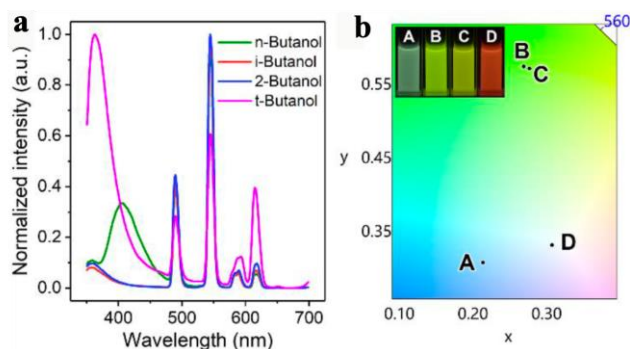 a
n-Butanol
i-Butanol
2-Butanol
t-Butanol
Normalized intensity (a.u.)
1.0
0.8
0.6
0.4
0.2
0.0
400 500 600 700
Wavelength (nm)
b
560
A B C D
B
C
0.55
y
0.45
0.35
A
D
0.10 0.20 0.30
x